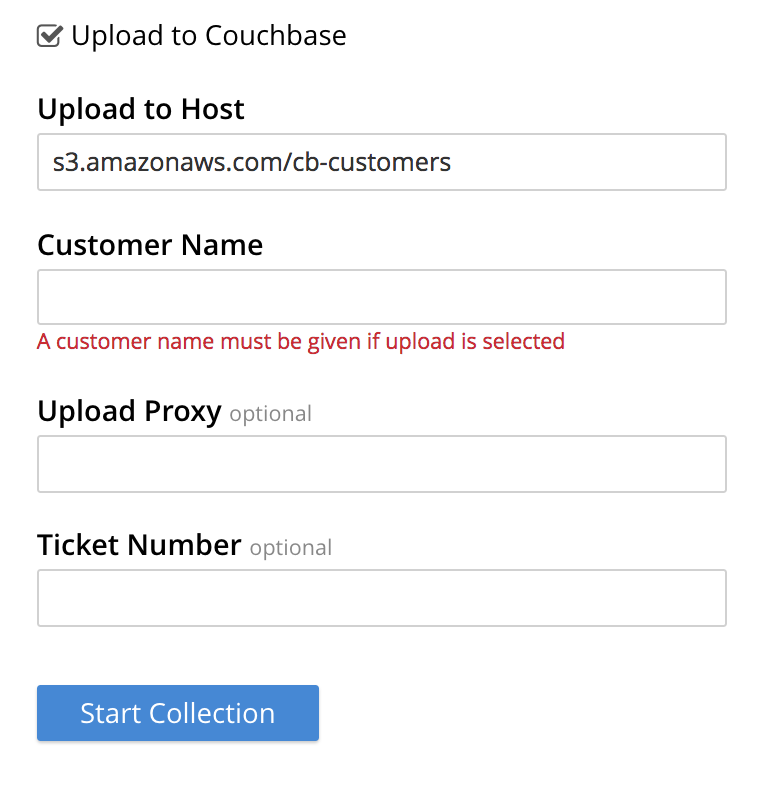 Upload to Couchbase
Upload to Host
s3.amazonaws.com/cb-customers
Customer Name
A customer name must be given if upload is selected
Upload Proxy optional
Ticket Number optional
Start Collection